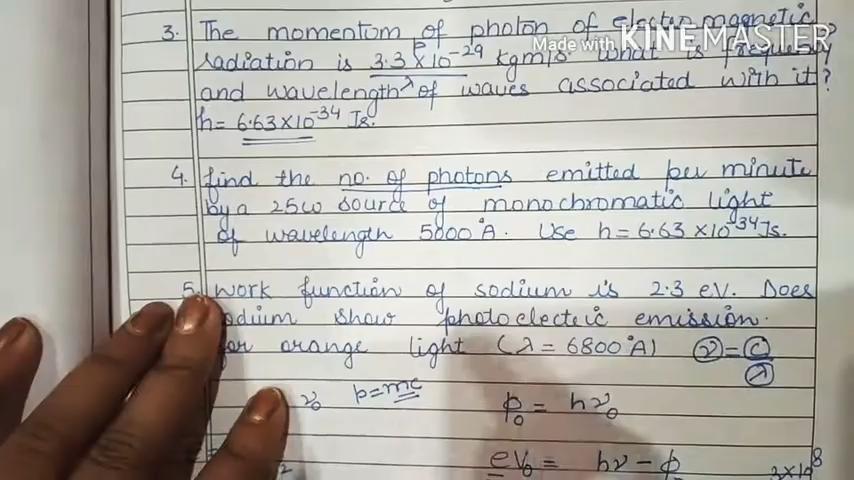 3. The momentum of photon of electromagnetic
radiation is 3.3 × 10⁻²⁹ kgm/s. What is frequency
and wavelength λ of waves associated with it?
h = 6.63×10⁻³⁴ Js.
4. find the no. of photons emitted per minute
by a 25W source of monochromatic light
of wavelength 5000 °A. Use h = 6.63 ×10⁻³⁴Js.
5. Work function of sodium is 2.3 eV. Does
sodium show photoelectric emission.
for orange light (λ = 6800 °A) ν = c/λ
ν₀ p=mc
ϕ₀ = hν₀
eV₀ = hν – ϕ
3×10⁸
Made with KINEMASTER